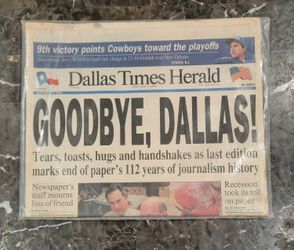 9th victory points Cowboys toward the playoffs
Dallas Times Herald
GOODBYE, DALLAS!
Tears, toasts, hugs and handshakes as last edition
marks end of paper's 112 years of journalism history
Newspaper's
staff mourns
loss of friend
Recession
took its toll
on paper